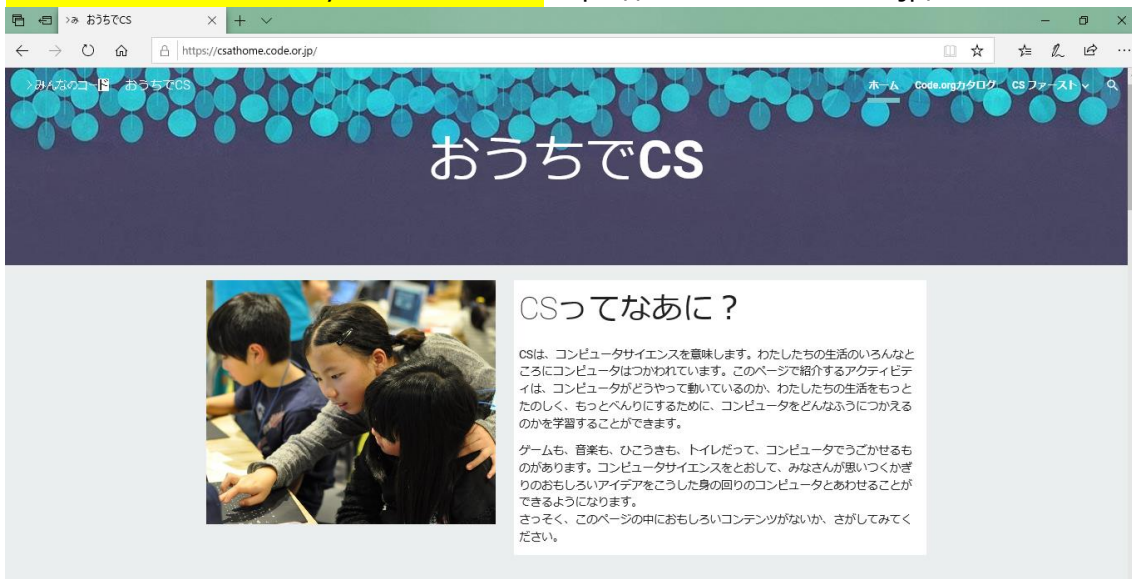 おうちでCS
https://csathome.code.or.jp/
みんなのコード おうちでCS
ホーム Code.orgカタログ CS ファースト
おうちでCS
CSってなあに？
CSは、コンピュータサイエンスを意味します。わたしたちの生活のいろんなと
ころにコンピュータはつかわれています。このページで紹介するアクティビテ
ィは、コンピュータがどうやって動いているのか、わたしたちの生活をもっと
たのしく、もっとべんりにするために、コンピュータをどんなふうにつかえる
のかを学習することができます。
ゲームも、音楽も、ひこうきも、トイレだって、コンピュータでうごかせるも
のがあります。コンピュータサイエンスをとおして、みなさんが思いつくかぎ
りのおもしろいアイデアをこうした身の回りのコンピュータとあわせることが
できるようになります。
さっそく、このページの中におもしろいコンテンツがないか、さがしてみてく
ださい。